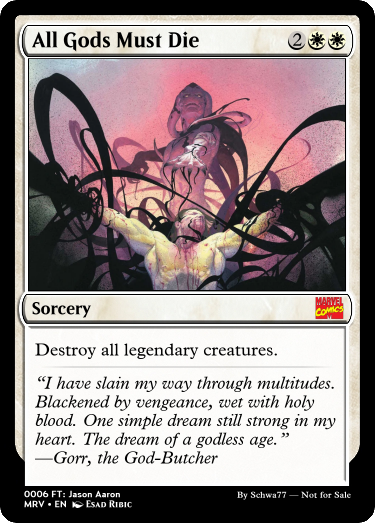 All Gods Must Die 2
Sorcery
MARVEL
COMICS
Destroy all legendary creatures.
“I have slain my way through multitudes.
Blackened by vengeance, wet with holy
blood. One simple dream still strong in my
heart. The dream of a godless age.”
—Gorr, the God-Butcher
0006 FT: Jason Aaron
MRV • EN Esad Ribic
By Schwa77 — Not for Sale